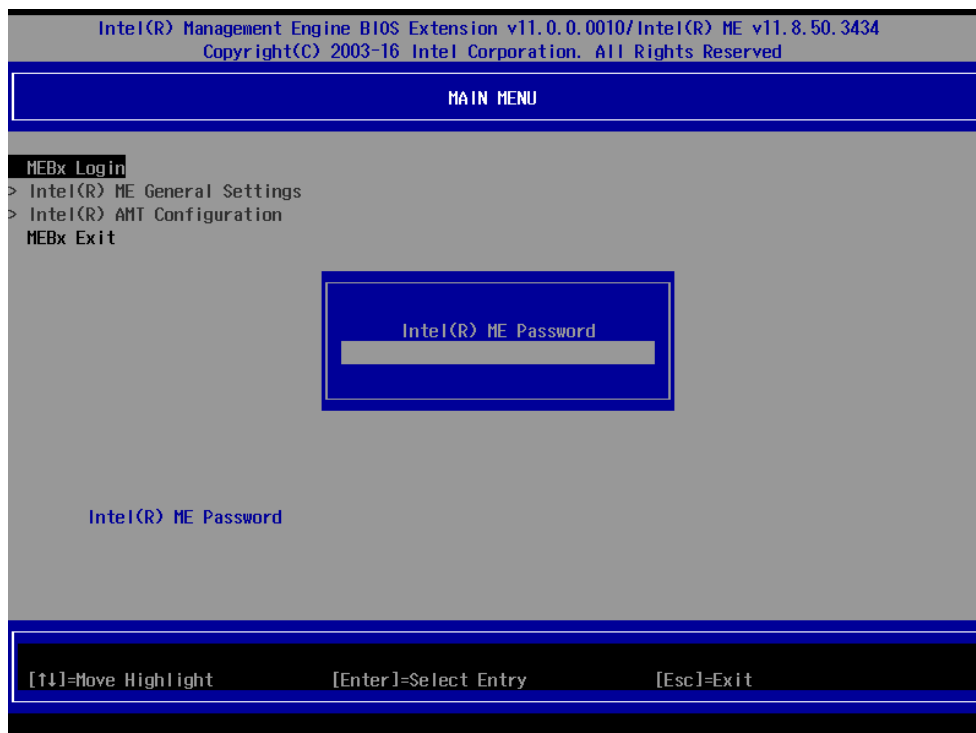 Intel(R) Management Engine BIOS Extension v11.0.0.0010/Intel(R) ME v11.8.50.3434
Copyright(C) 2003-16 Intel Corporation. All Rights Reserved
MAIN MENU
MEBx Login
> Intel(R) ME General Settings
> Intel(R) AMT Configuration
MEBx Exit
Intel(R) ME Password
Intel(R) ME Password
[↑↓]=Move Highlight [Enter]=Select Entry [Esc]=Exit